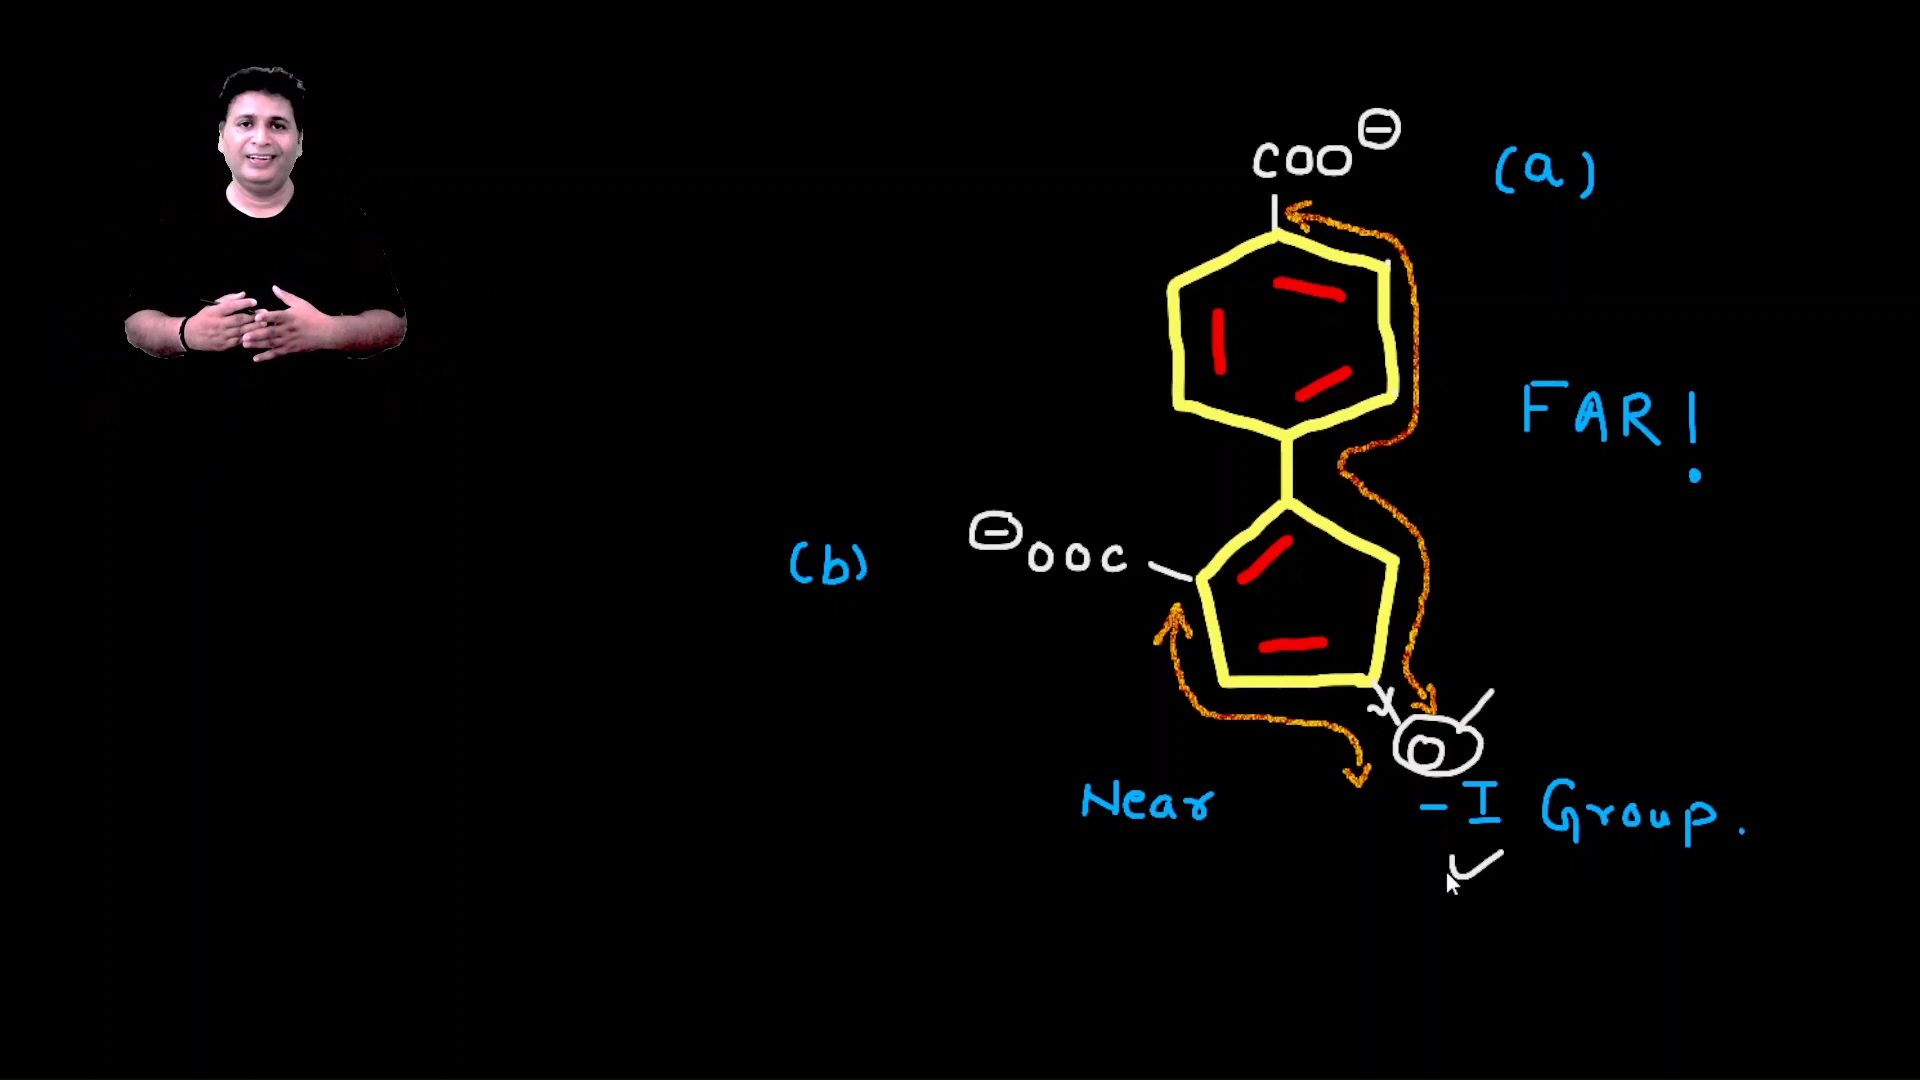 COO⊖
(a)
FAR!
⊖OOC
(b)
O
Near
-I Group.